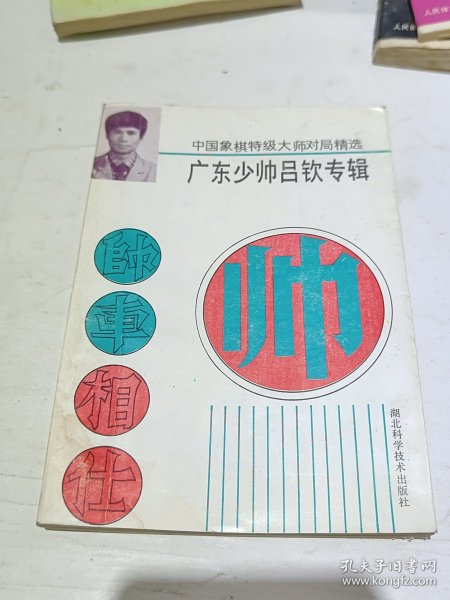 中国象棋特级大师对局精选
广东少帅吕钦专辑
帥
車
相
仕
帅
湖北科学技术出版社
孔夫子旧书网
www.kongfz.com